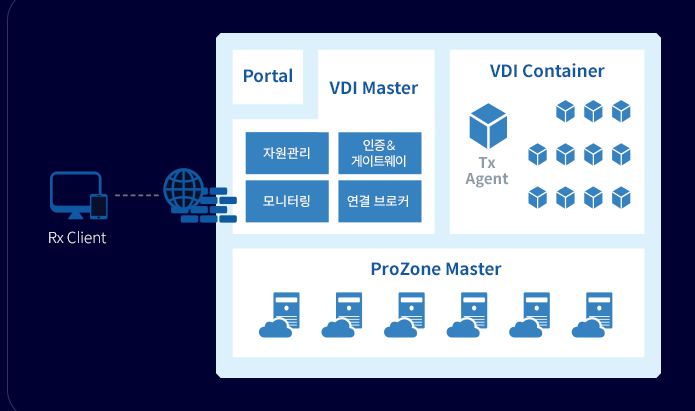 Portal
VDI Master
VDI Container
자원관리
인증&
게이트웨이
모니터링
연결 브로커
Tx
Agent
Rx Client
ProZone Master